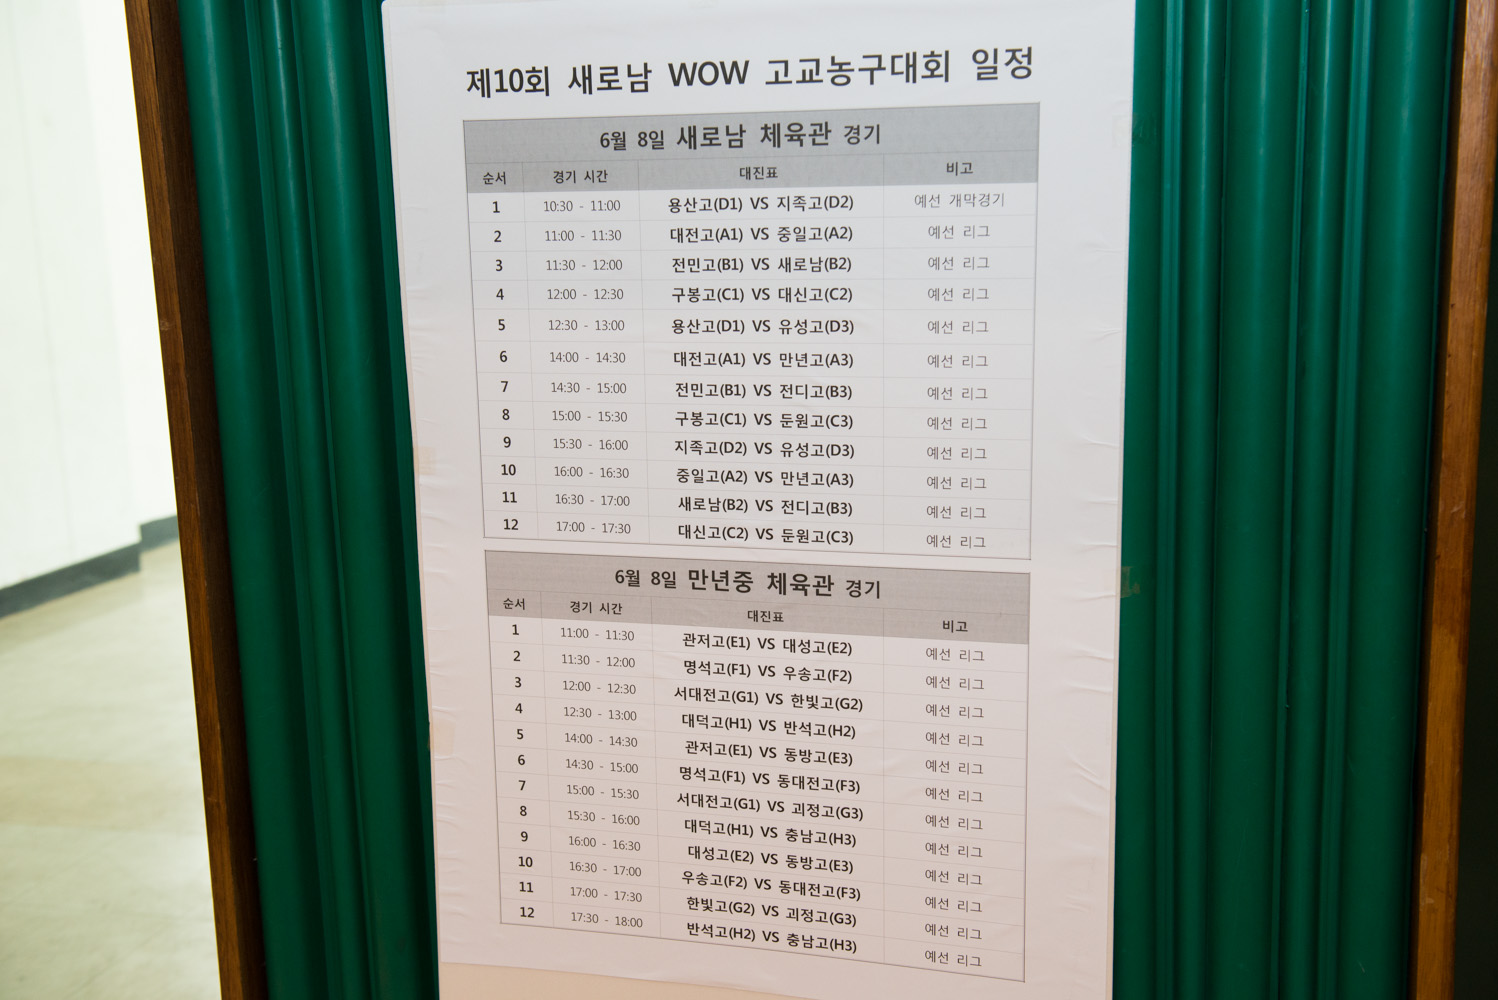 제10회 새로남 WOW 고교농구대회 일정
6월 8일 새로남 체육관 경기
순서 경기 시간 대진표 비고
1 10:30 - 11:00 용산고(D1) VS 지족고(D2) 예선 개막경기
2 11:00 - 11:30 대전고(A1) VS 중일고(A2) 예선 리그
3 11:30 - 12:00 전민고(B1) VS 새로남(B2) 예선 리그
4 12:00 - 12:30 구봉고(C1) VS 대신고(C2) 예선 리그
5 12:30 - 13:00 용산고(D1) VS 유성고(D3) 예선 리그
6 14:00 - 14:30 대전고(A1) VS 만년고(A3) 예선 리그
7 14:30 - 15:00 전민고(B1) VS 전디고(B3) 예선 리그
8 15:00 - 15:30 구봉고(C1) VS 둔원고(C3) 예선 리그
9 15:30 - 16:00 지족고(D2) VS 유성고(D3) 예선 리그
10 16:00 - 16:30 중일고(A2) VS 만년고(A3) 예선 리그
11 16:30 - 17:00 새로남(B2) VS 전디고(B3) 예선 리그
12 17:00 - 17:30 대신고(C2) VS 둔원고(C3) 예선 리그
6월 8일 만년중 체육관 경기
순서 경기 시간 대진표 비고
1 11:00 - 11:30 관저고(E1) VS 대성고(E2) 예선 리그
2 11:30 - 12:00 명석고(F1) VS 우송고(F2) 예선 리그
3 12:00 - 12:30 서대전고(G1) VS 한빛고(G2) 예선 리그
4 12:30 - 13:00 대덕고(H1) VS 반석고(H2) 예선 리그
5 14:00 - 14:30 관저고(E1) VS 동방고(E3) 예선 리그
6 14:30 - 15:00 명석고(F1) VS 동대전고(F3) 예선 리그
7 15:00 - 15:30 서대전고(G1) VS 괴정고(G3) 예선 리그
8 15:30 - 16:00 대덕고(H1) VS 충남고(H3) 예선 리그
9 16:00 - 16:30 대성고(E2) VS 동방고(E3) 예선 리그
10 16:30 - 17:00 우송고(F2) VS 동대전고(F3) 예선 리그
11 17:00 - 17:30 한빛고(G2) VS 괴정고(G3) 예선 리그
12 17:30 - 18:00 반석고(H2) VS 충남고(H3) 예선 리그